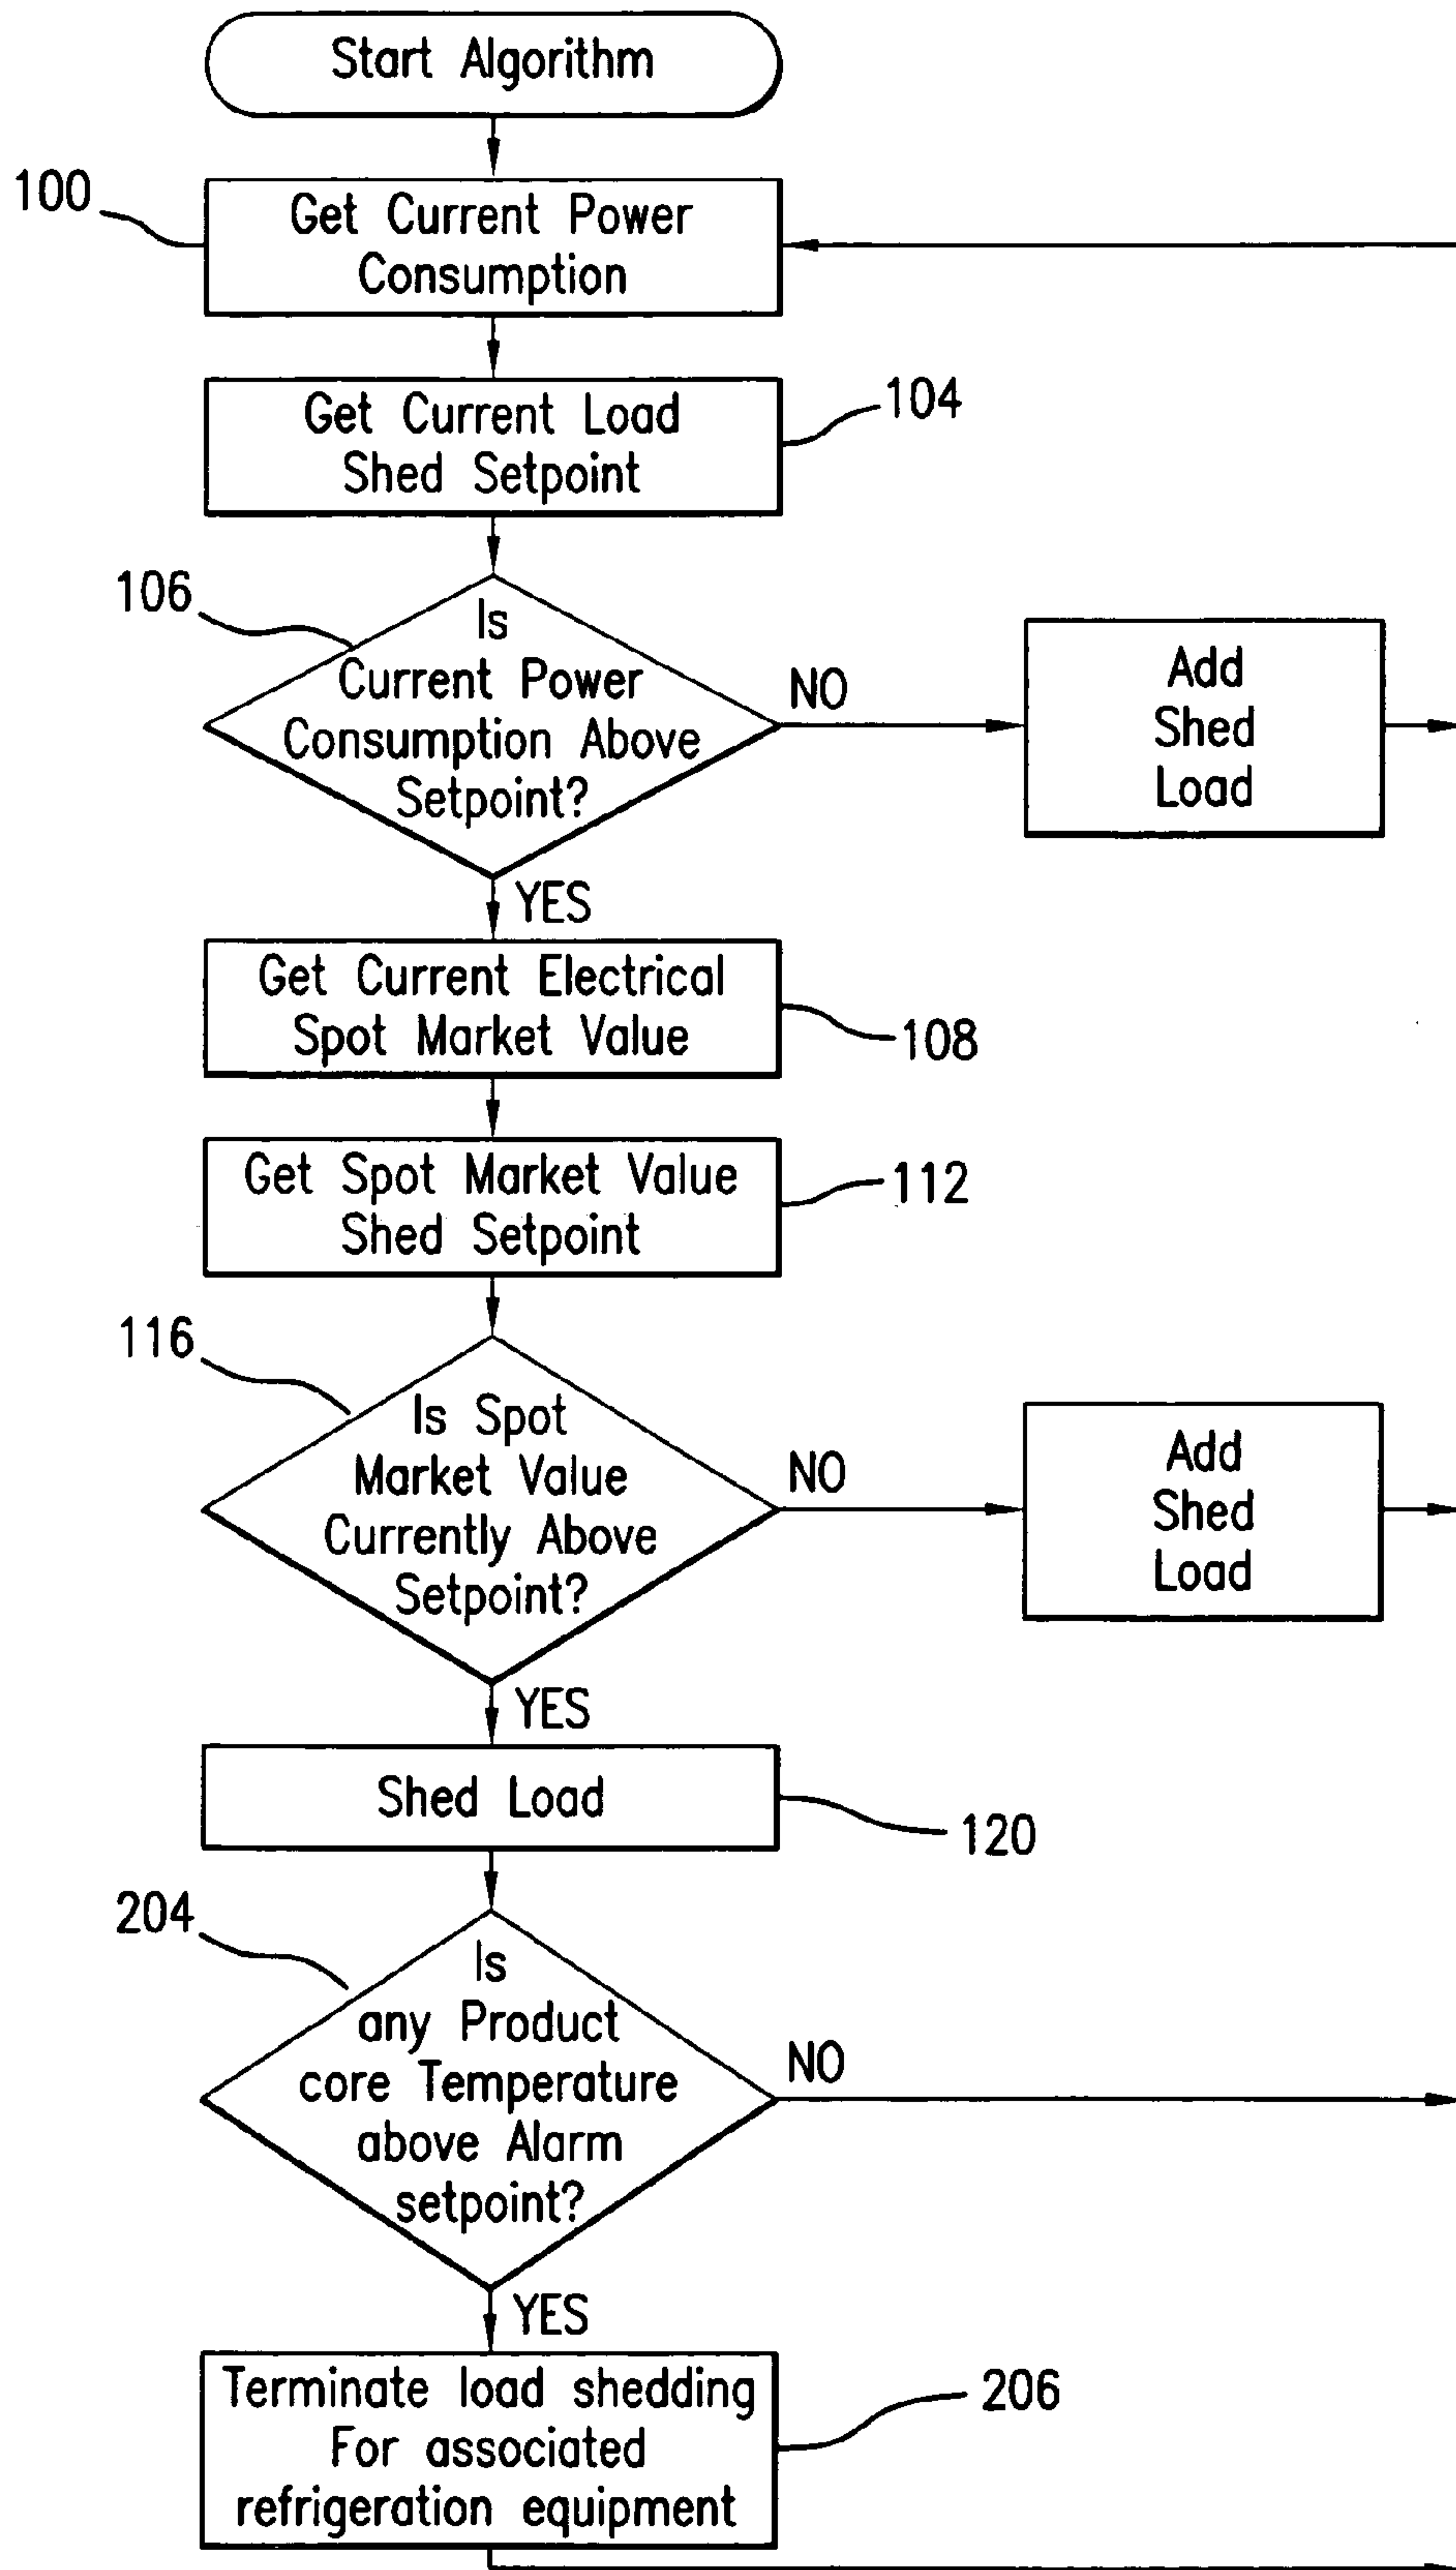 Start Algorithm
100
Get Current Power
Consumption
Get Current Load
Shed Setpoint
104
106
Is
Current Power
Consumption Above
Setpoint?
NO
Add
Shed
Load
YES
Get Current Electrical
Spot Market Value
108
Get Spot Market Value
Shed Setpoint
112
116
Is Spot
Market Value
Currently Above
Setpoint?
NO
Add
Shed
Load
YES
Shed Load
120
204
Is
any Product
core Temperature
above Alarm
setpoint?
NO
YES
Terminate load shedding
For associated
refrigeration equipment
206